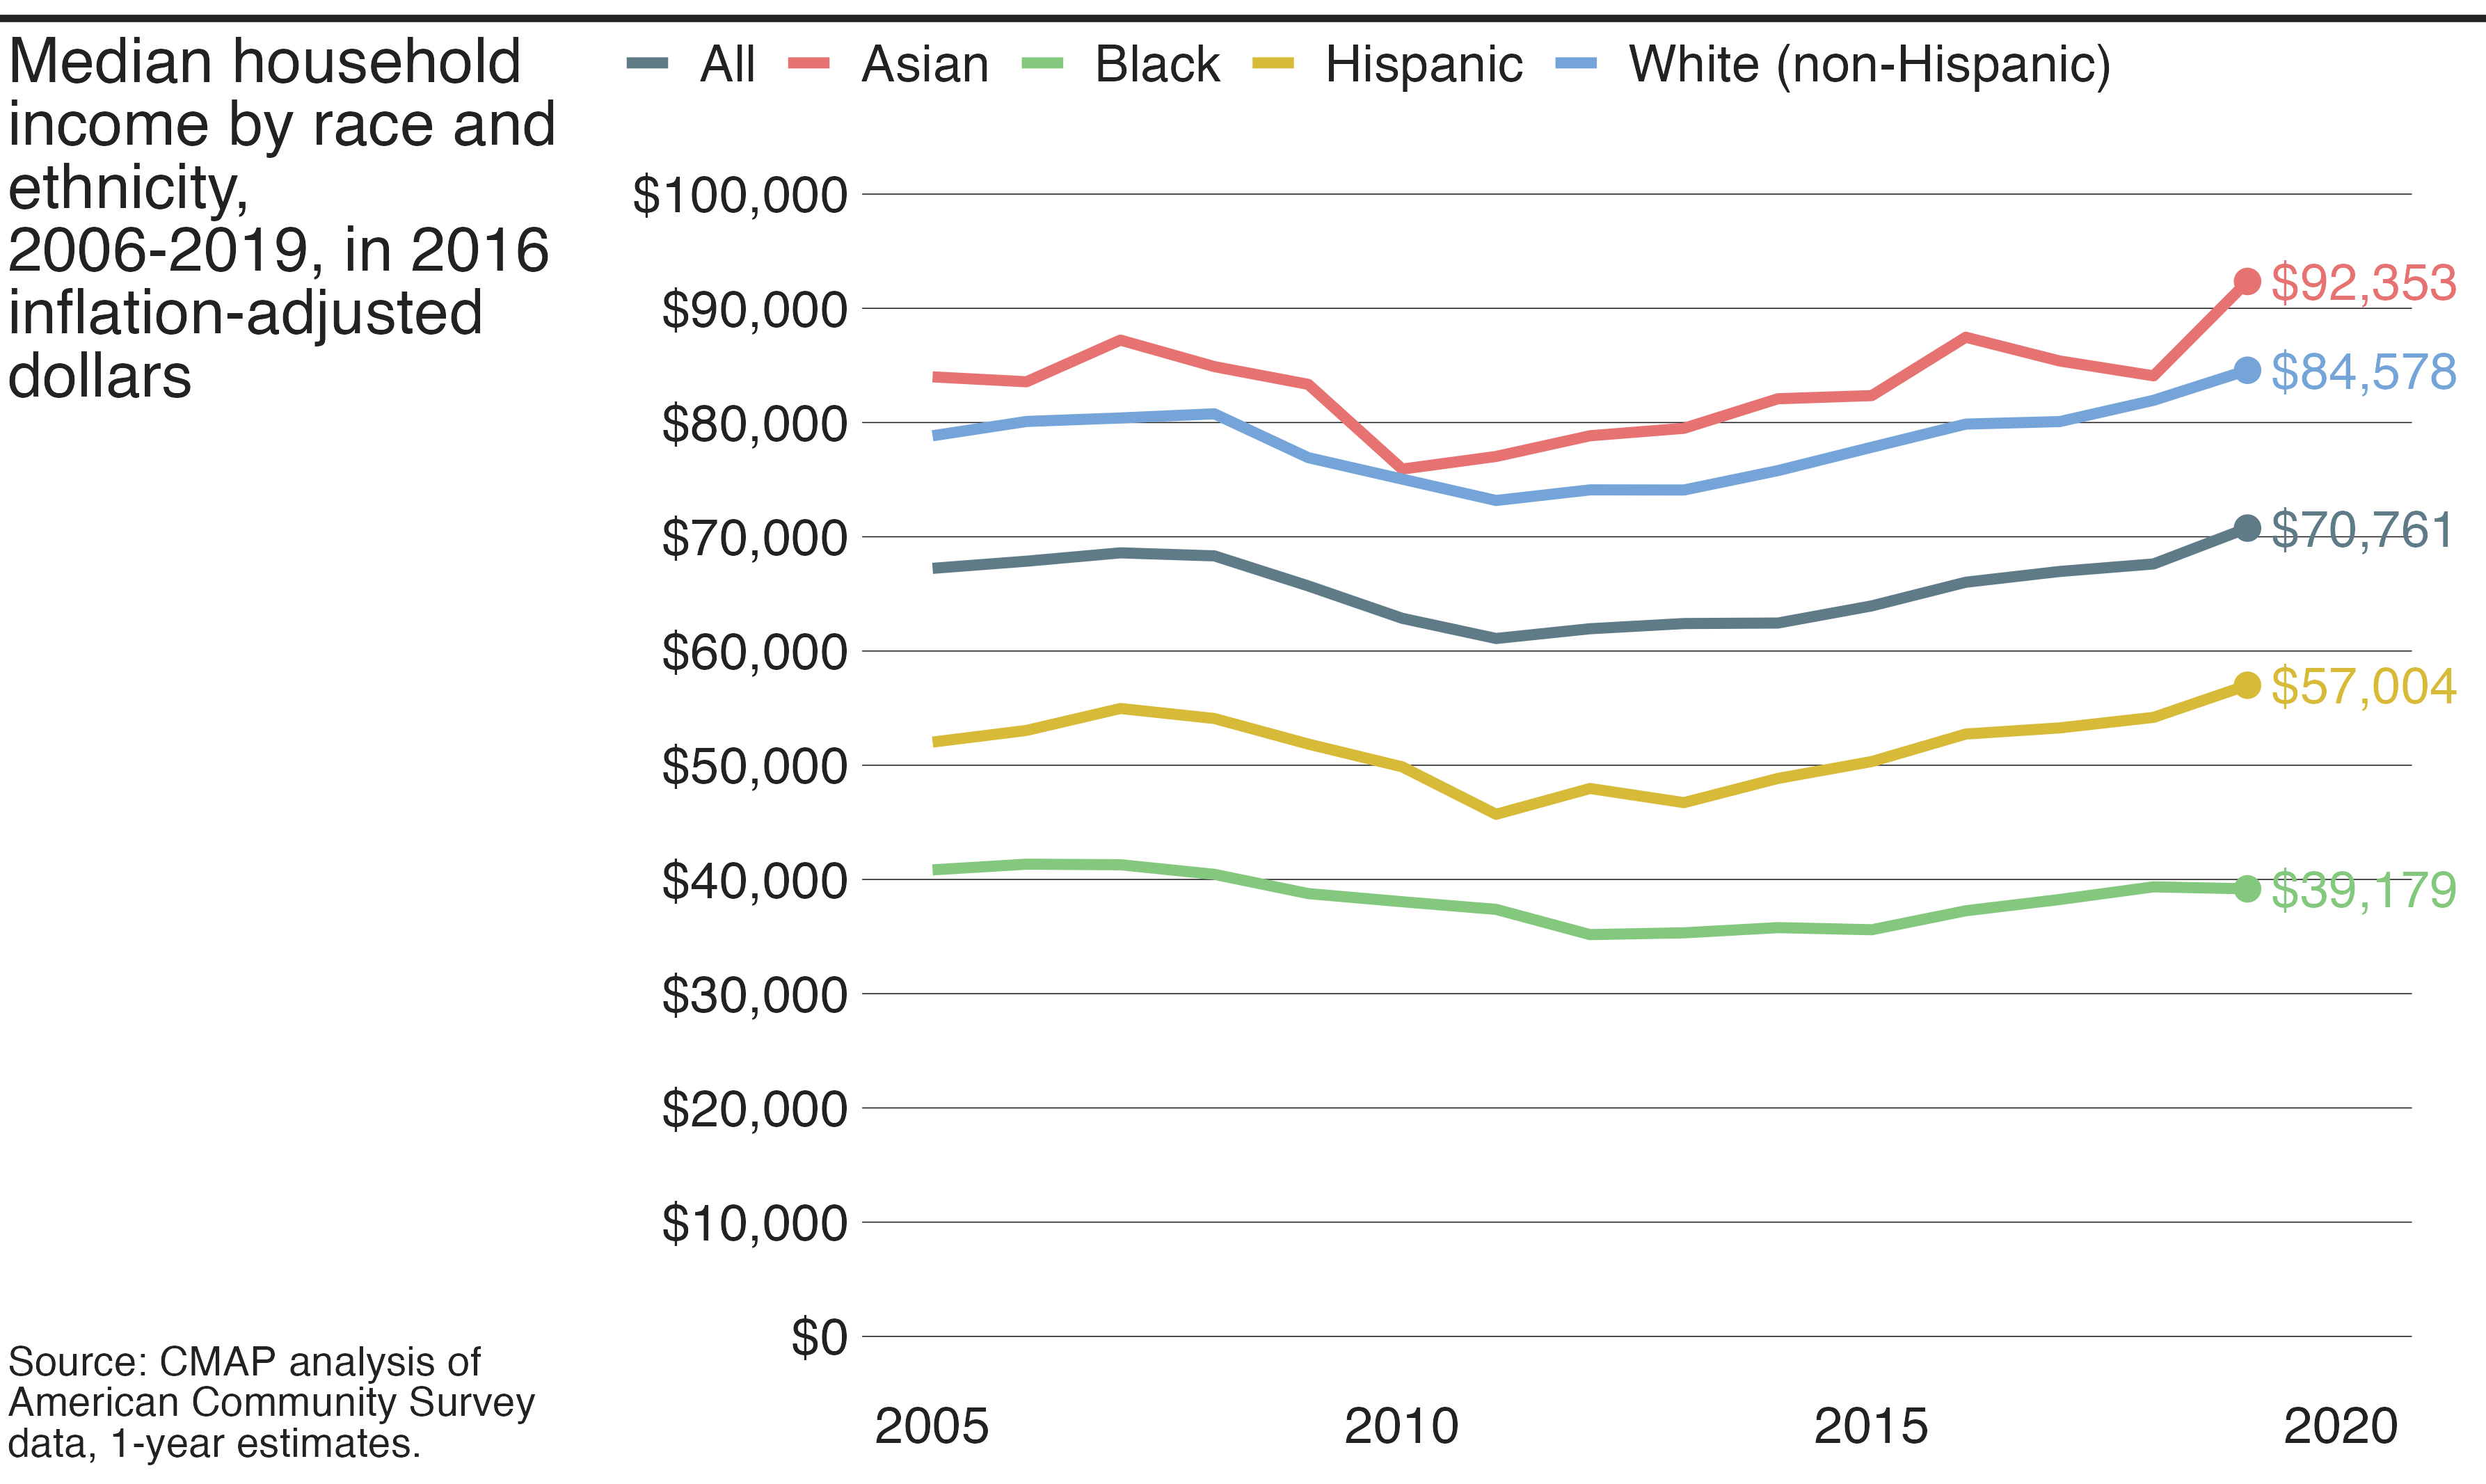 Median household
income by race and
ethnicity,
2006-2019, in 2016
inflation-adjusted
dollars
All Asian Black Hispanic White (non-Hispanic)
$100,000
$90,000
$80,000
$70,000
$60,000
$50,000
$40,000
$30,000
$20,000
$10,000
$0
$92,353
$84,578
$70,761
$57,004
$39,179
2005 2010 2015 2020
Source: CMAP analysis of
American Community Survey
data, 1-year estimates.